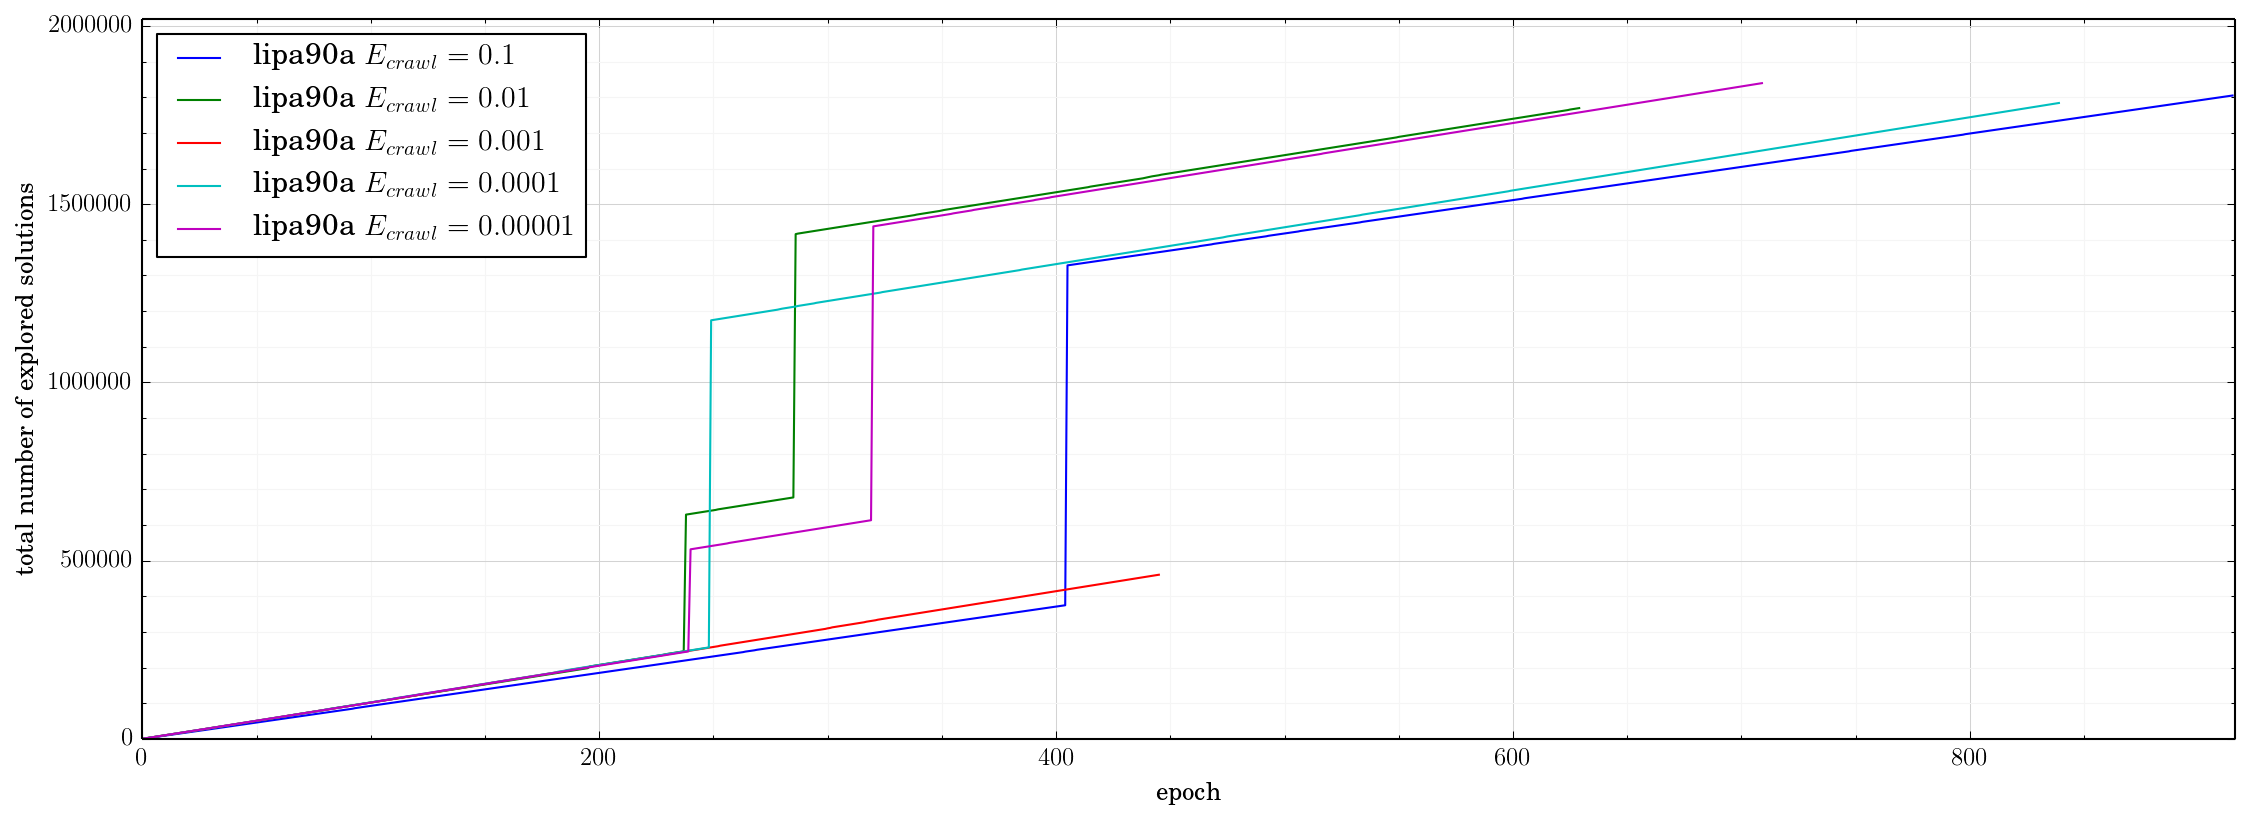 2000000
1500000
1000000
500000
0
total number of explored solutions
lipa90a E_crawl = 0.1
lipa90a E_crawl = 0.01
lipa90a E_crawl = 0.001
lipa90a E_crawl = 0.0001
lipa90a E_crawl = 0.00001
0 200 400 600 800
epoch